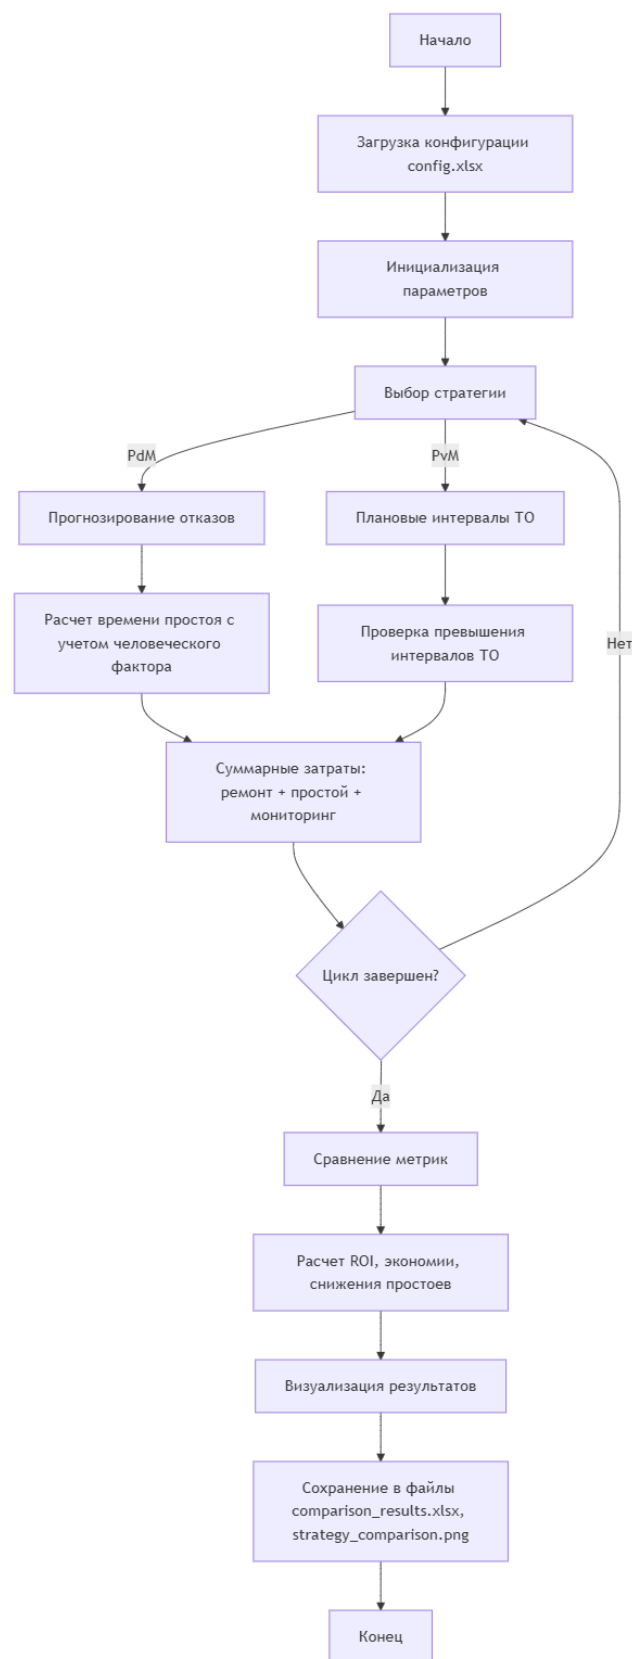 Начало
Загрузка конфигурации
config.xlsx
Инициализация
параметров
Выбор стратегии
PdM
PvM
Прогнозирование отказов
Плановые интервалы ТО
Расчет времени простоя с
учетом человеческого
фактора
Проверка превышения
интервалов ТО
Нет
Суммарные затраты:
ремонт + простой +
мониторинг
Цикл завершен?
Да
Сравнение метрик
Расчет ROI, экономии,
снижения простоев
Визуализация результатов
Сохранение в файлы
comparison_results.xlsx,
strategy_comparison.png
Конец